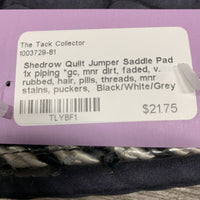 The Tack Collector
1003729-81
Shedrow Quilt Jumper Saddle Pad
1x piping *gc, mnr dirt, faded, v.
rubbed, hair, pills, threads, mnr
stains, puckers, Black/White/Grey
$21.75
TLYBF1